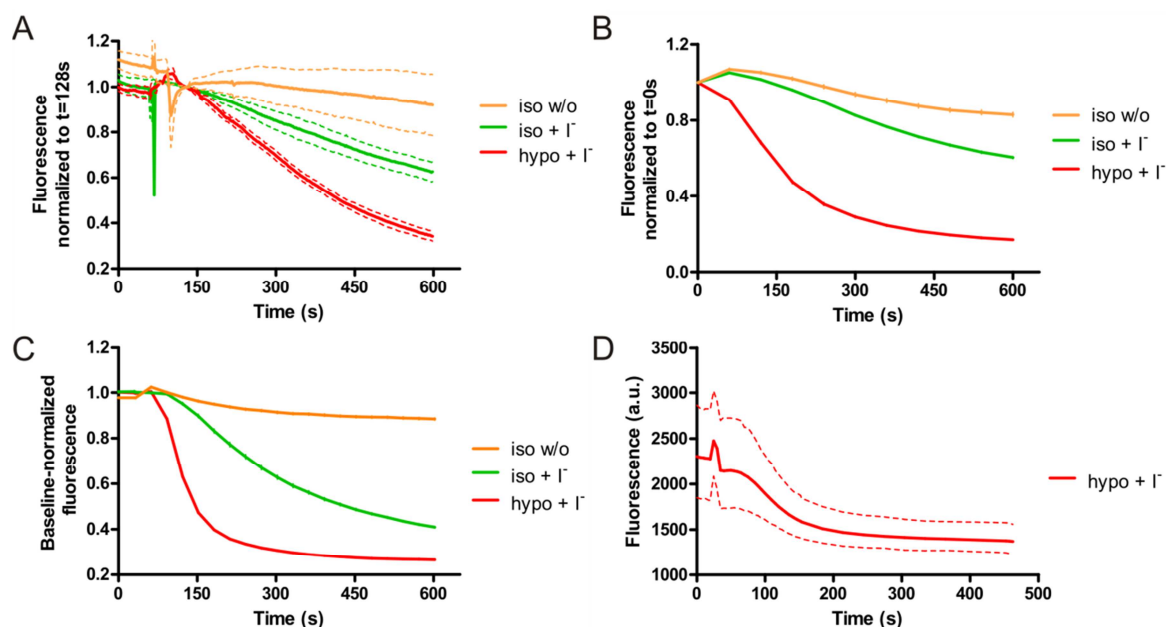 A
Fluorescence
normalized to t=128s
1.2
1.0
0.8
0.6
0.4
0.2
0 150 300 450 600
Time (s)
iso w/o
iso + I⁻
hypo + I⁻
B
Fluorescence
normalized to t=0s
1.2
0.8
0.4
0.0
0 150 300 450 600
Time (s)
iso w/o
iso + I⁻
hypo + I⁻
C
Baseline-normalized
fluorescence
1.2
1.0
0.8
0.6
0.4
0.2
0 150 300 450 600
Time (s)
iso w/o
iso + I⁻
hypo + I⁻
D
Fluorescence (a.u.)
3500
3000
2500
2000
1500
1000
0 100 200 300 400 500
Time (s)
hypo + I⁻